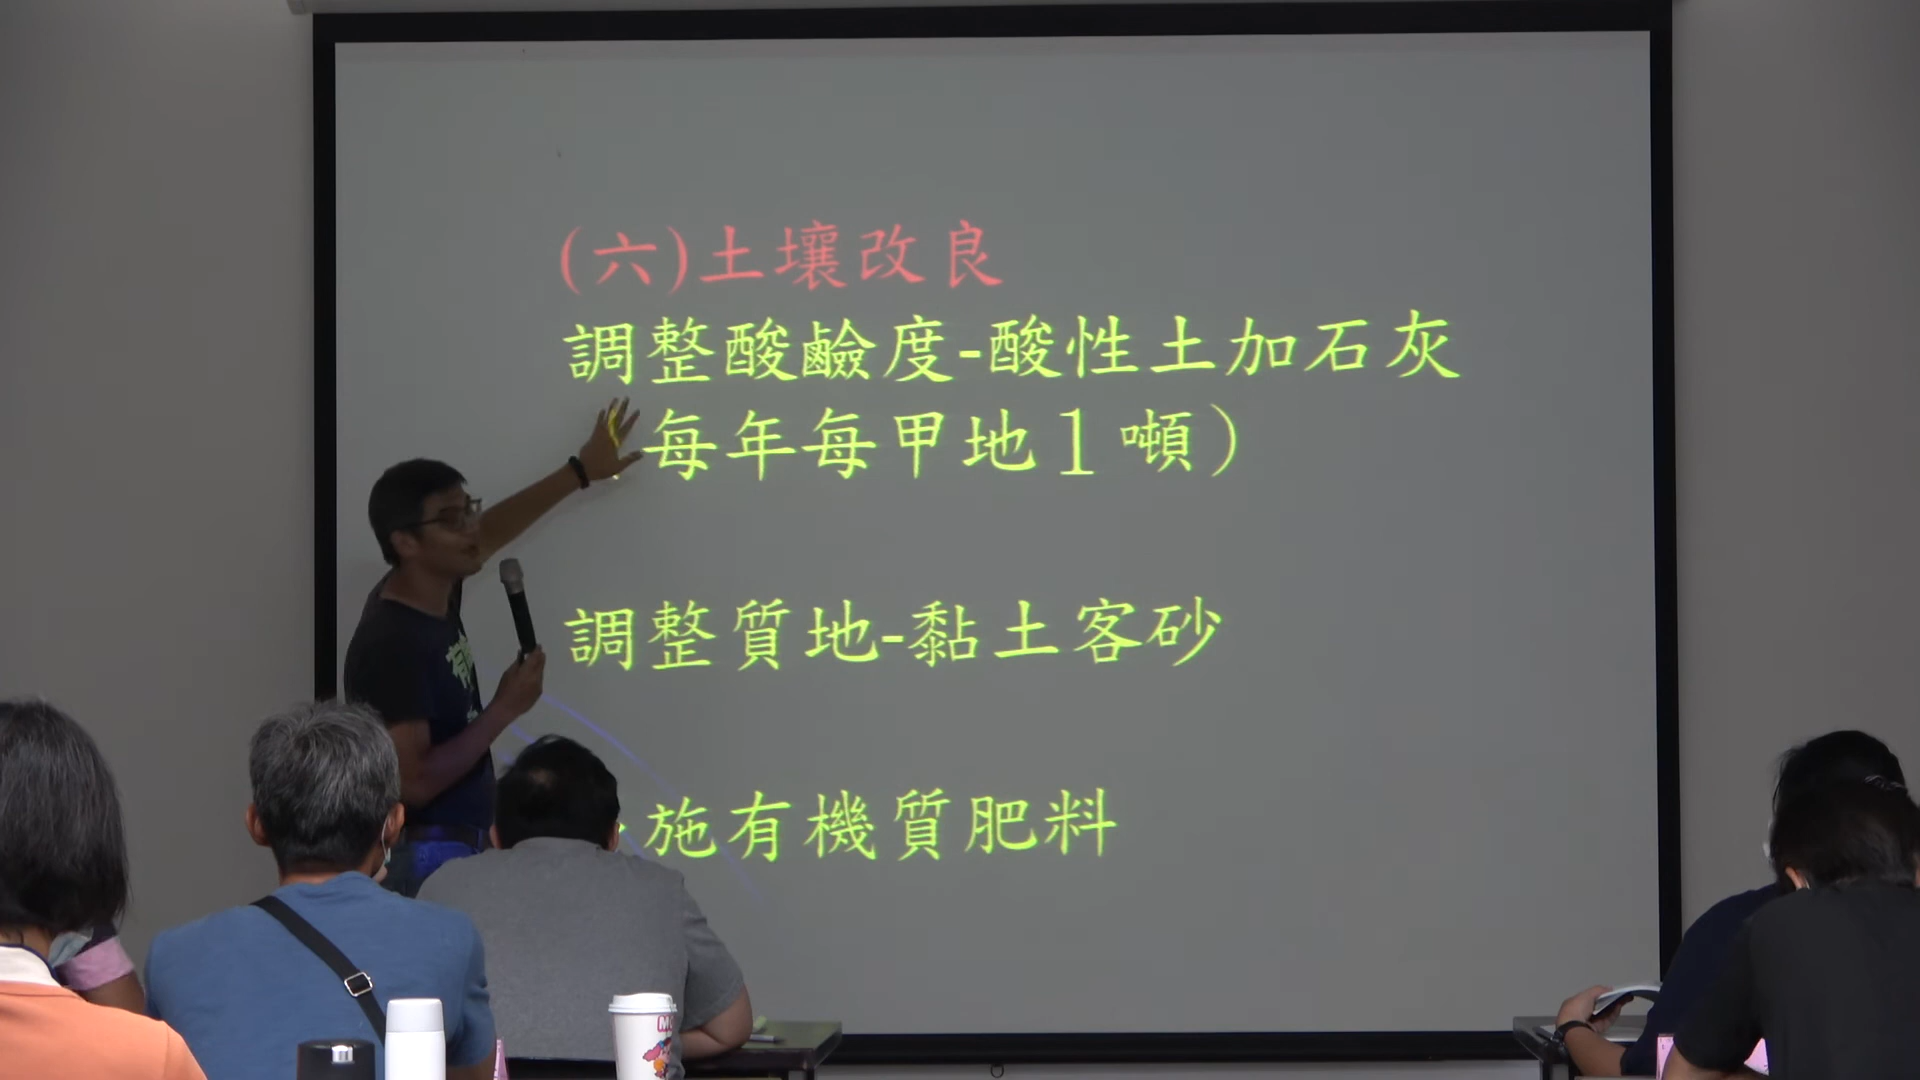 (六)土壤改良
調整酸鹼度-酸性土加石灰
每年每甲地１噸）
調整質地-黏土客砂
施有機質肥料